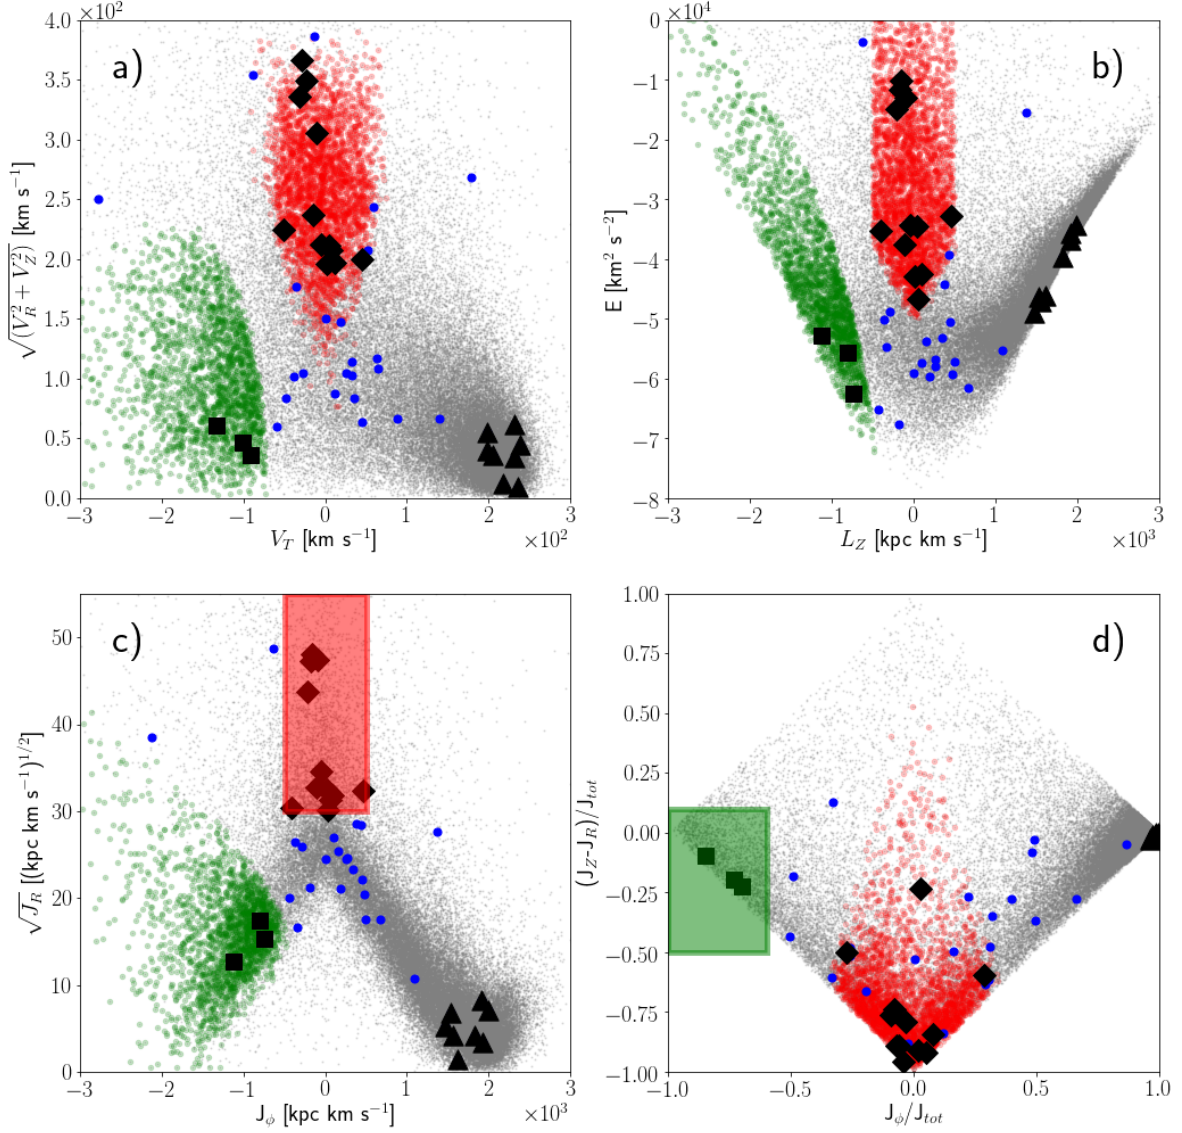 ×10²
a)
4.0
3.5
3.0
2.5
2.0
1.5
1.0
0.5
0.0
√(V_R² + V_Z²) [km s⁻¹]
−3 −2 −1 0 1 2 3
V_T [km s⁻¹]
×10²
×10⁴
b)
0
−1
−2
−3
−4
−5
−6
−7
−8
E [km² s⁻²]
−3 −2 −1 0 1 2 3
L_Z [kpc km s⁻¹]
×10³
c)
50
40
30
20
10
0
√J_R [(kpc km s⁻¹)^{1/2}]
−3 −2 −1 0 1 2 3
J_ϕ [kpc km s⁻¹]
×10³
d)
1.00
0.75
0.50
0.25
0.00
−0.25
−0.50
−0.75
−1.00
(J_Z-J_R)/J_{tot}
−1.0 −0.5 0.0 0.5 1.0
J_ϕ/J_{tot}